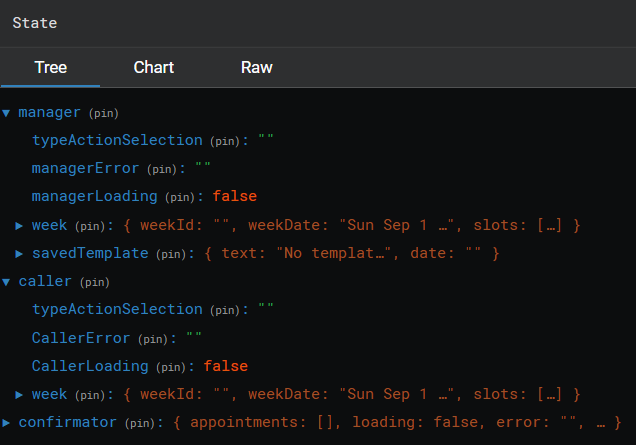 State
Tree Chart Raw
▼ manager (pin)
typeActionSelection (pin): ""
managerError (pin): ""
managerLoading (pin): false
▶ week (pin): { weekId: "", weekDate: "Sun Sep 1 …", slots: […] }
▶ savedTemplate (pin): { text: "No templat…", date: "" }
▼ caller (pin)
typeActionSelection (pin): ""
CallerError (pin): ""
CallerLoading (pin): false
▶ week (pin): { weekId: "", weekDate: "Sun Sep 1 …", slots: […] }
▶ confirmator (pin): { appointments: [], loading: false, error: "", … }